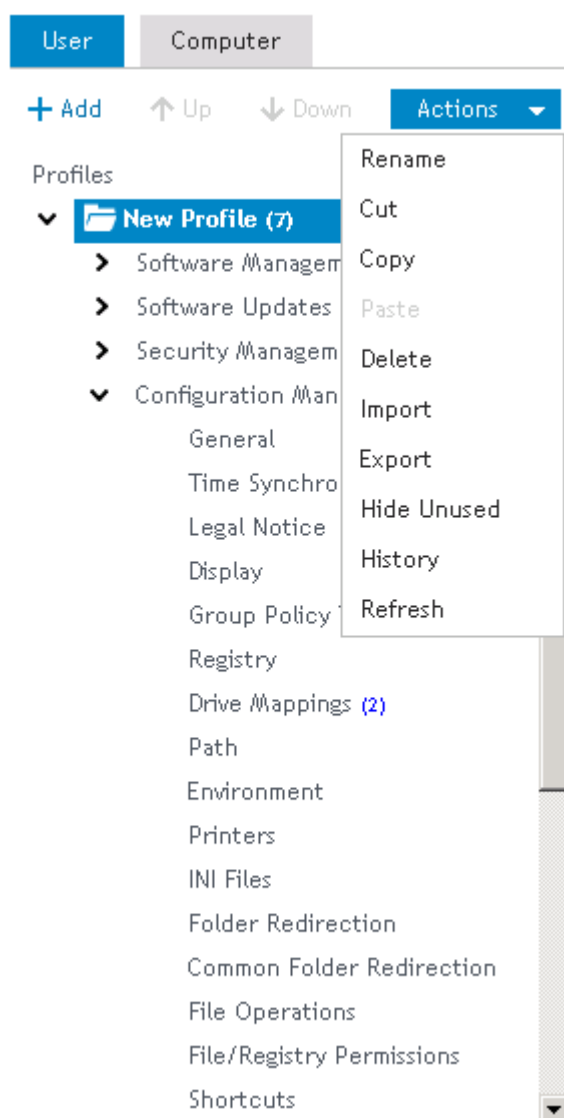 User Computer
Add Up Down Actions
Profiles
New Profile (7)
Software Managem
Software Updates
Security Managem
Configuration Man
General
Time Synchro
Legal Notice
Display
Group Policy
Registry
Drive Mappings (2)
Path
Environment
Printers
INI Files
Folder Redirection
Common Folder Redirection
File Operations
File/Registry Permissions
Shortcuts
Rename
Cut
Copy
Paste
Delete
Import
Export
Hide Unused
History
Refresh